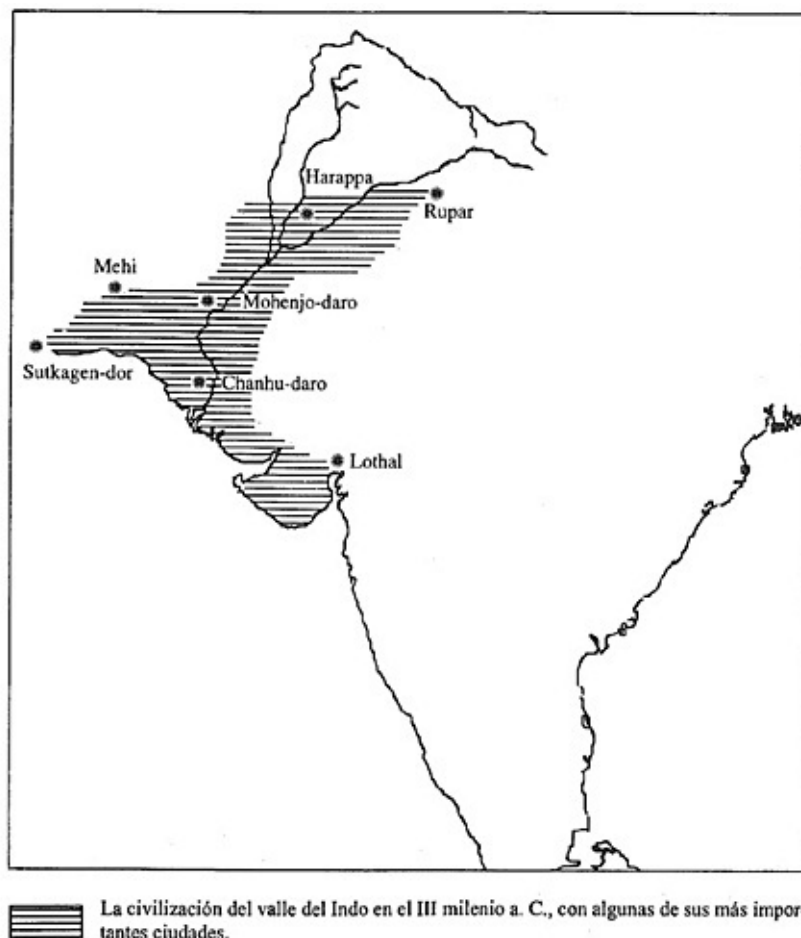 Harappa
Rupar
Mehi
Mohenjo-daro
Sutkagen-dor
Chanhu-daro
Lothal
La civilización del valle del Indo en el III milenio a. C., con algunas de sus más impor
tantes ciudades.